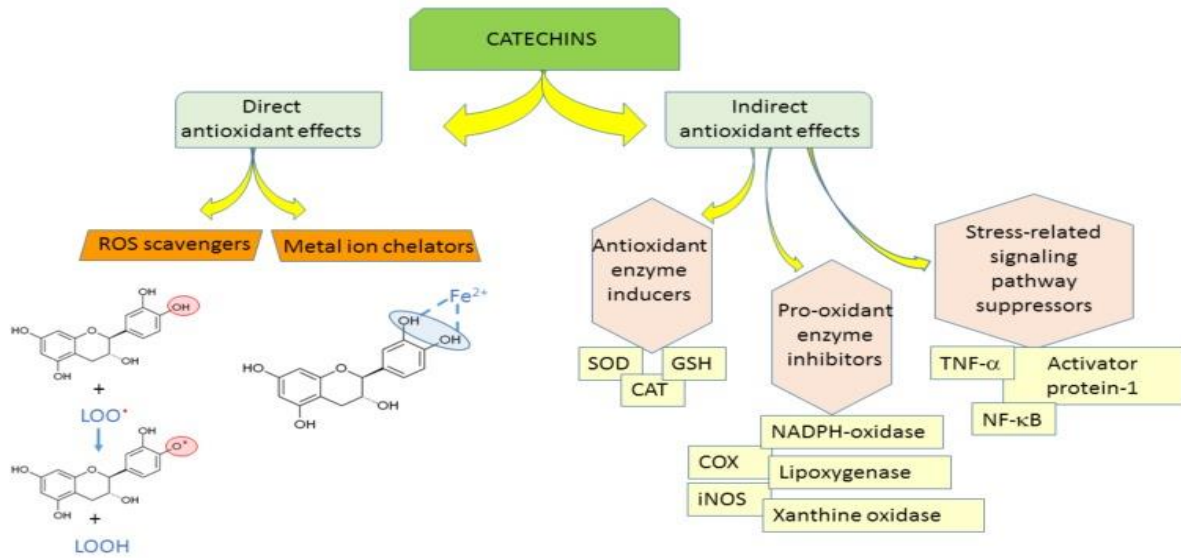 CATECHINS
Direct
antioxidant effects
Indirect
antioxidant effects
ROS scavengers
Metal ion chelators
Antioxidant
enzyme
inducers
Pro-oxidant
enzyme
inhibitors
Stress-related
signaling
pathway
suppressors
SOD
GSH
CAT
NADPH-oxidase
COX
Lipoxygenase
iNOS
Xanthine oxidase
TNF-α
Activator
protein-1
NF-κB
OH
OH
HO
O
OH
OH
+
LOO•
OH
O•
HO
O
OH
OH
+
LOOH
Fe²⁺
OH
OH
HO
O
OH
OH